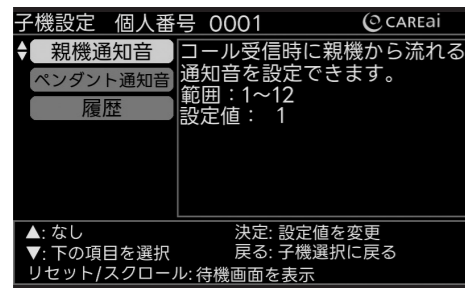 子機設定 個人番号 0001 CAREai
親機通知音
ペンダント通知音
履歴
コール受信時に親機から流れる
通知音を設定できます。
範囲：1～12
設定値： 1
▲: なし 決定: 設定値を変更
▼: 下の項目を選択 戻る: 子機選択に戻る
リセット/スクロール: 待機画面を表示